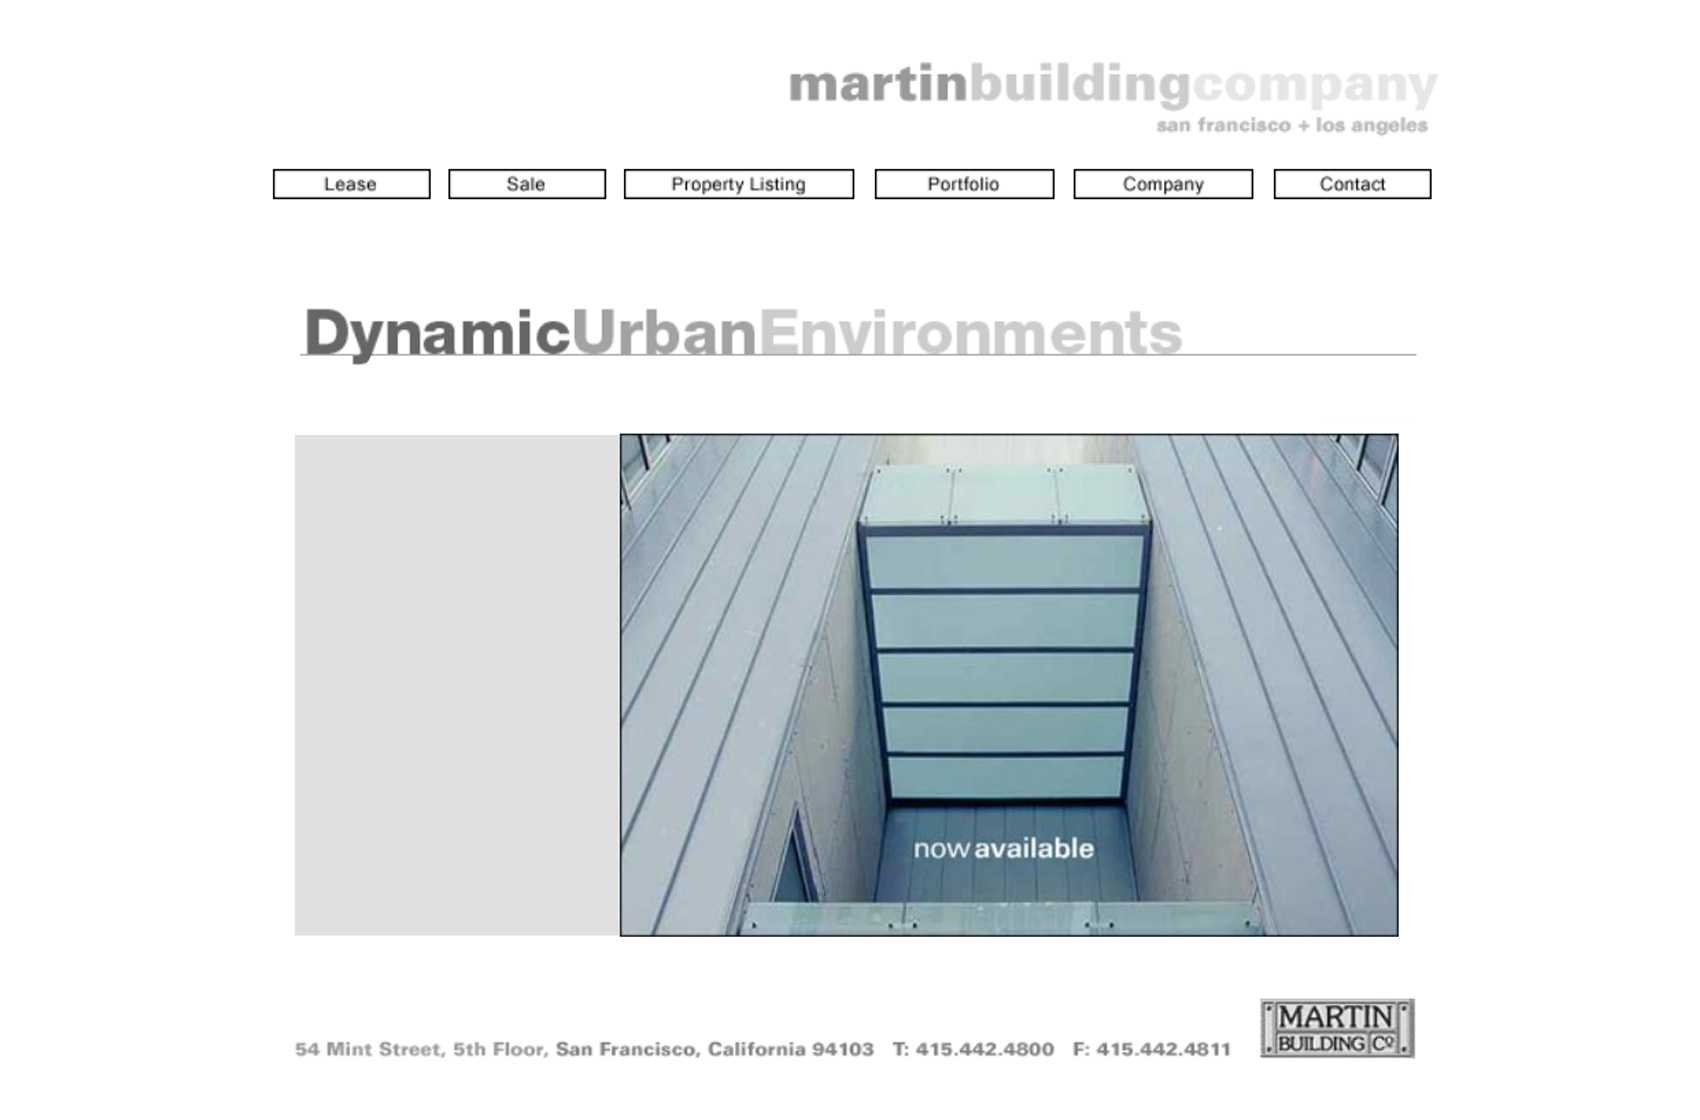 martinbuildingcompany
san francisco + los angeles
Lease
Sale
Property Listing
Portfolio
Company
Contact
DynamicUrbanEnvironments
now available
54 Mint Street, 5th Floor, San Francisco, California 94103 T: 415.442.4800 F: 415.442.4811
MARTIN
BUILDING Co